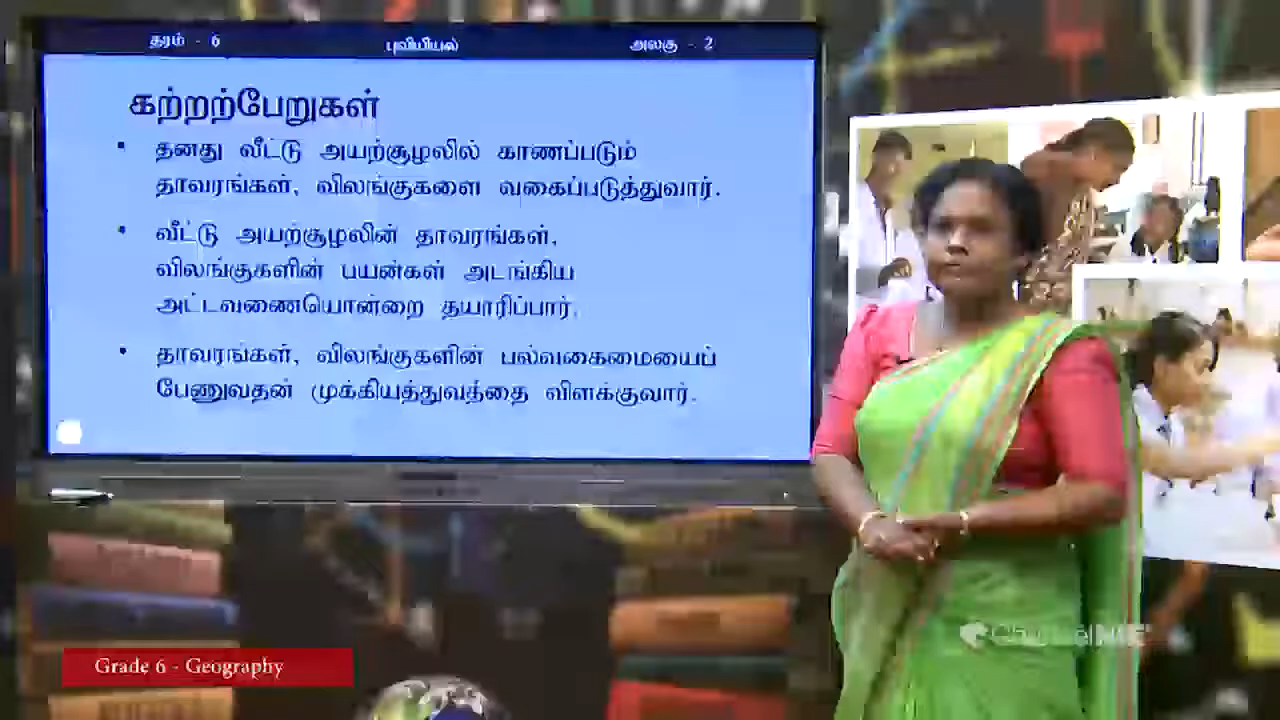 தரம் - 6 புவியியல் அலகு - 2
கற்றற்பேறுகள்
• தனது வீட்டு அயற்சூழலில் காணப்படும்
தாவரங்கள், விலங்குகளை வகைப்படுத்துவார்.
• வீட்டு அயற்சூழலின் தாவரங்கள்,
விலங்குகளின் பயன்கள் அடங்கிய
அட்டவணையொன்றை தயாரிப்பார்.
• தாவரங்கள், விலங்குகளின் பல்வகைமையைப்
பேணுவதன் முக்கியத்துவத்தை விளக்குவார்.
Grade 6 - Geography